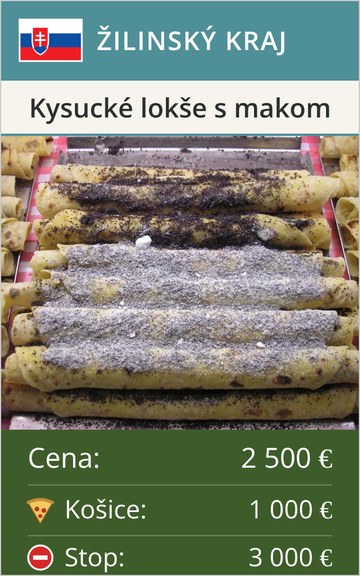 ŽILINSKÝ KRAJ
Kysucké lokše s makom
Cena: 2 500 €
Košice: 1 000 €
Stop: 3 000 €